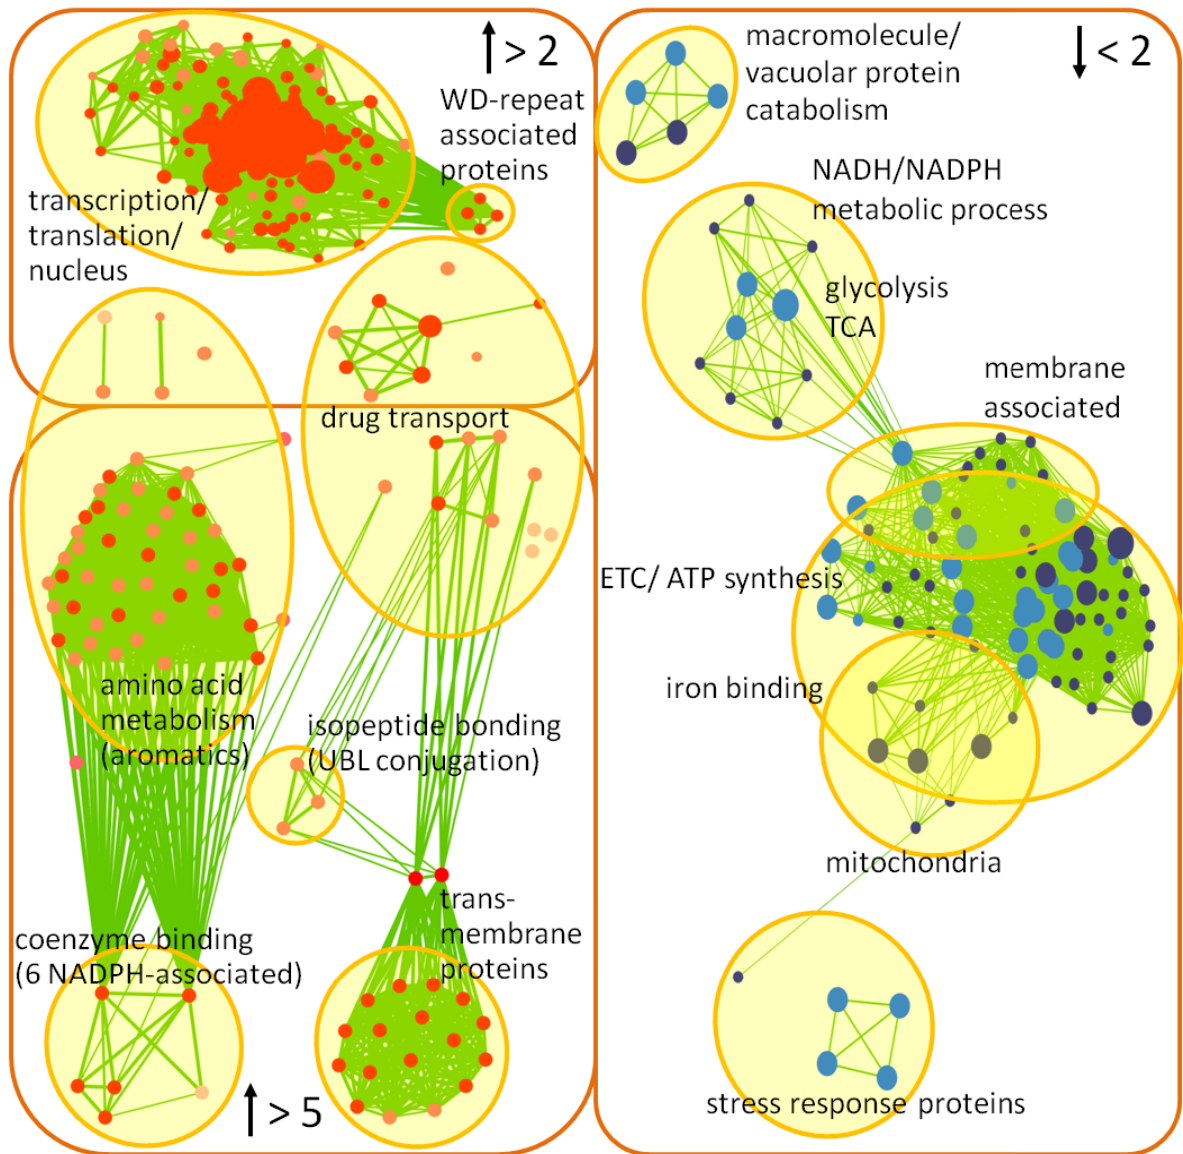 > 2
WD-repeat
associated
proteins
transcription/
translation/
nucleus
drug transport
amino acid
metabolism
(aromatics)
isopeptide bonding
(UBL conjugation)
coenzyme binding
(6 NADPH-associated)
trans-
membrane
proteins
> 5
macromolecule/
vacuolar protein
catabolism
< 2
NADH/NADPH
metabolic process
glycolysis
TCA
membrane
associated
ETC/ ATP synthesis
iron binding
mitochondria
stress response proteins